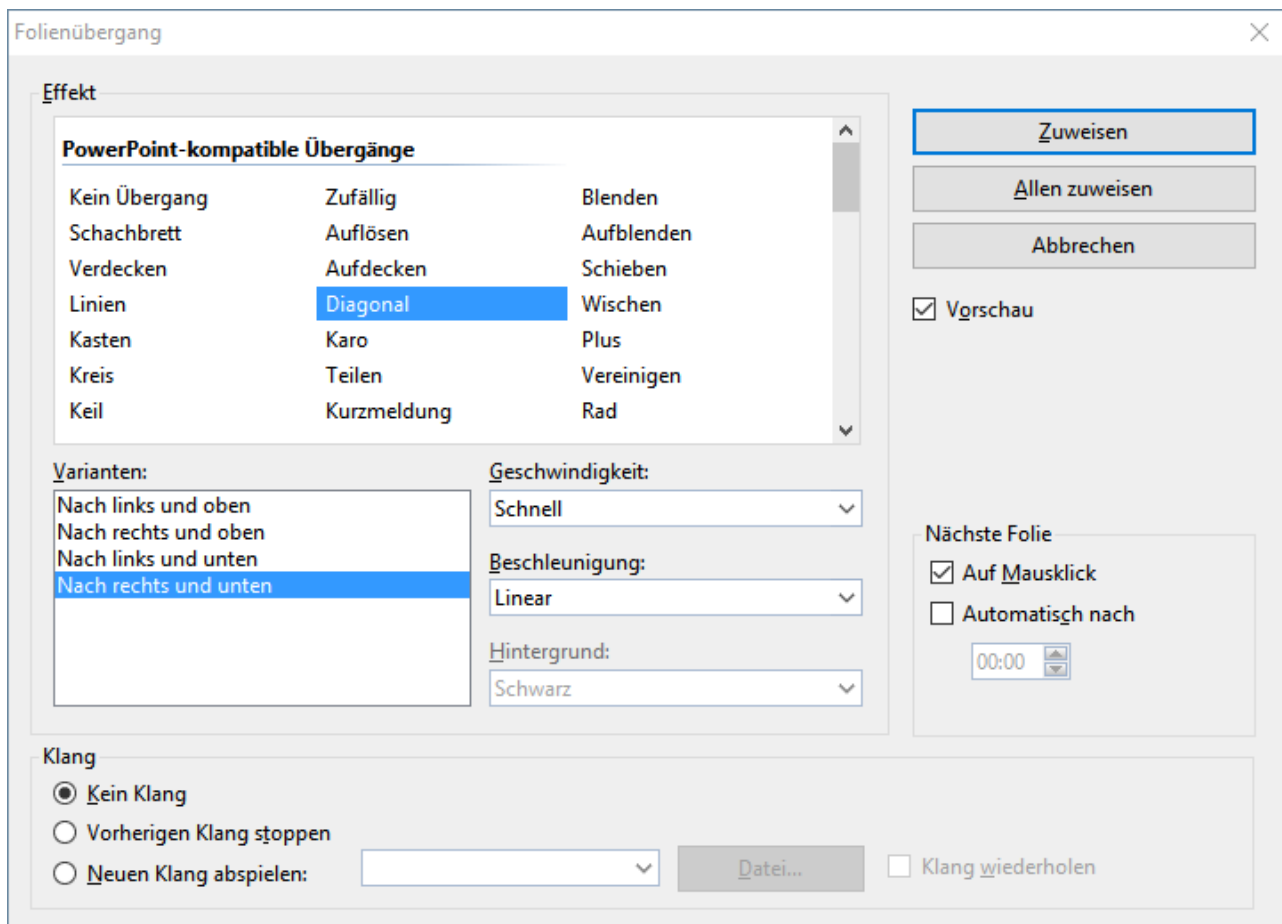 Folienübergang
Effekt
PowerPoint-kompatible Übergänge
Kein Übergang Zufällig Blenden
Schachbrett Auflösen Aufblenden
Verdecken Aufdecken Schieben
Linien Diagonal Wischen
Kasten Karo Plus
Kreis Teilen Vereinigen
Keil Kurzmeldung Rad
Zuweisen
Allen zuweisen
Abbrechen
Vorschau
Varianten:
Nach links und oben
Nach rechts und oben
Nach links und unten
Nach rechts und unten
Geschwindigkeit:
Schnell
Beschleunigung:
Linear
Hintergrund:
Schwarz
Nächste Folie
Auf Mausklick
Automatisch nach
00:00
Klang
Kein Klang
Vorherigen Klang stoppen
Neuen Klang abspielen: Datei... Klang wiederholen